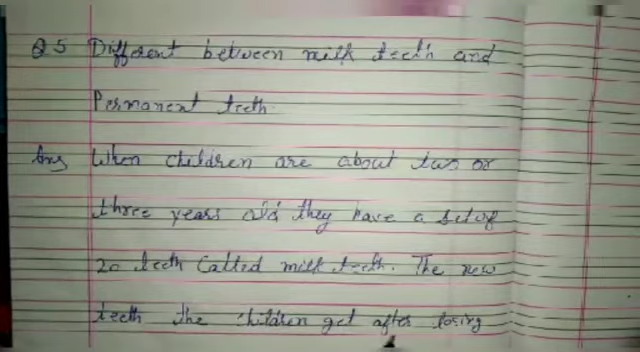 Q 5 Different between milk teeth and
Permanent teeth
Ans When children are about two or
three years old they have a set of
20 teeth Called milk teeth. The new
teeth the children get after losing